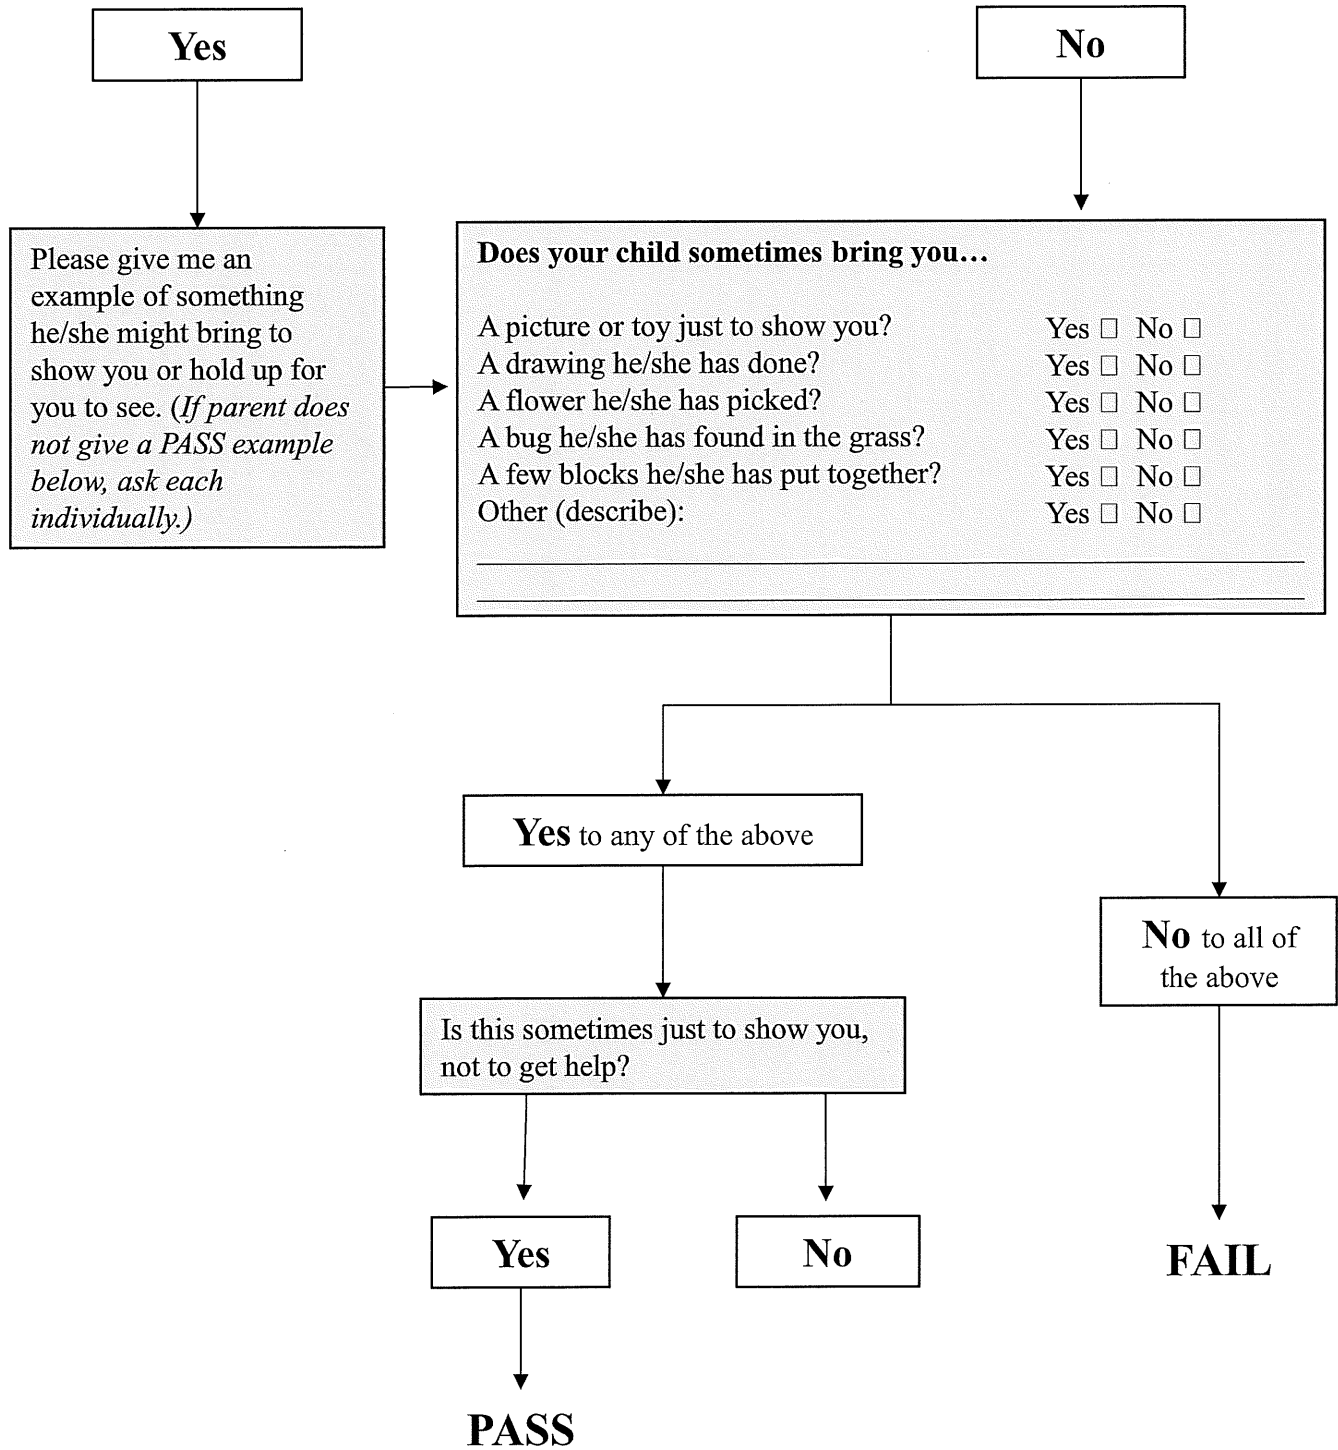 Yes
No
Please give me an
example of something
he/she might bring to
show you or hold up for
you to see. (If parent does
not give a PASS example
below, ask each
individually.)
Does your child sometimes bring you…
A picture or toy just to show you? Yes □ No □
A drawing he/she has done? Yes □ No □
A flower he/she has picked? Yes □ No □
A bug he/she has found in the grass? Yes □ No □
A few blocks he/she has put together? Yes □ No □
Other (describe): Yes □ No □
Yes to any of the above
No to all of
the above
Is this sometimes just to show you,
not to get help?
Yes
No
FAIL
PASS